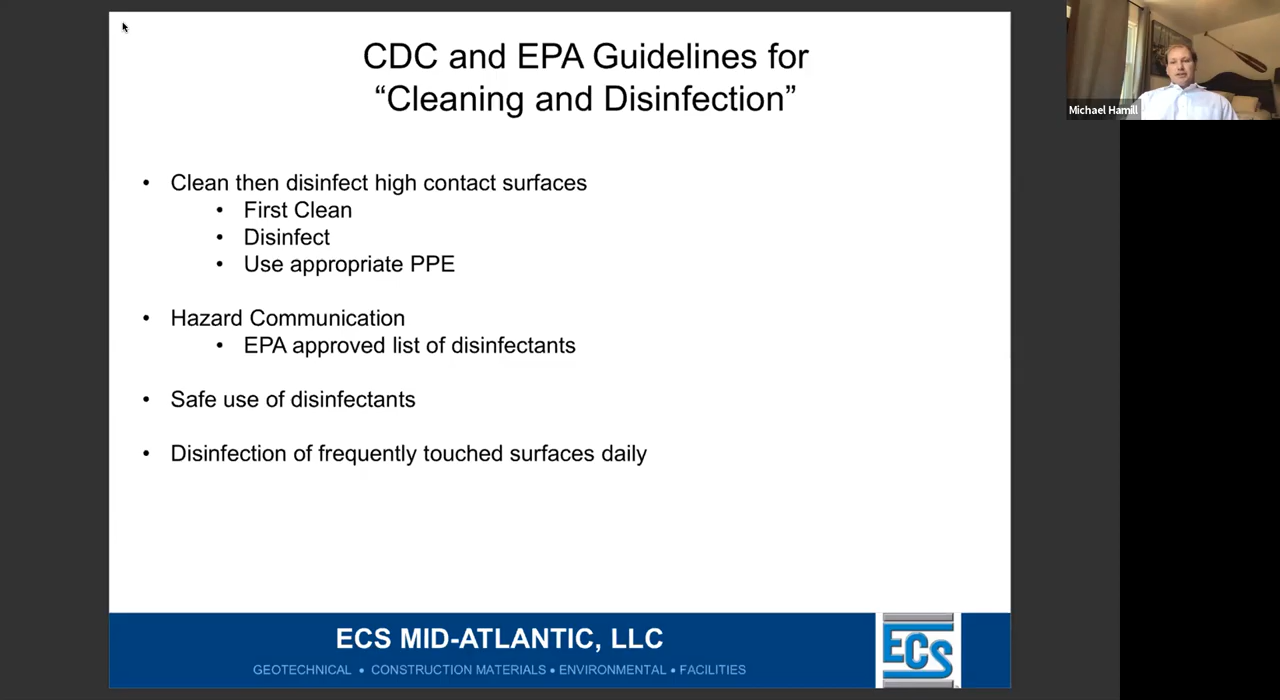 CDC and EPA Guidelines for
“Cleaning and Disinfection”
• Clean then disinfect high contact surfaces
• First Clean
• Disinfect
• Use appropriate PPE
• Hazard Communication
• EPA approved list of disinfectants
• Safe use of disinfectants
• Disinfection of frequently touched surfaces daily
ECS MID-ATLANTIC, LLC
GEOTECHNICAL • CONSTRUCTION MATERIALS • ENVIRONMENTAL • FACILITIES
ECS
Michael Hamill